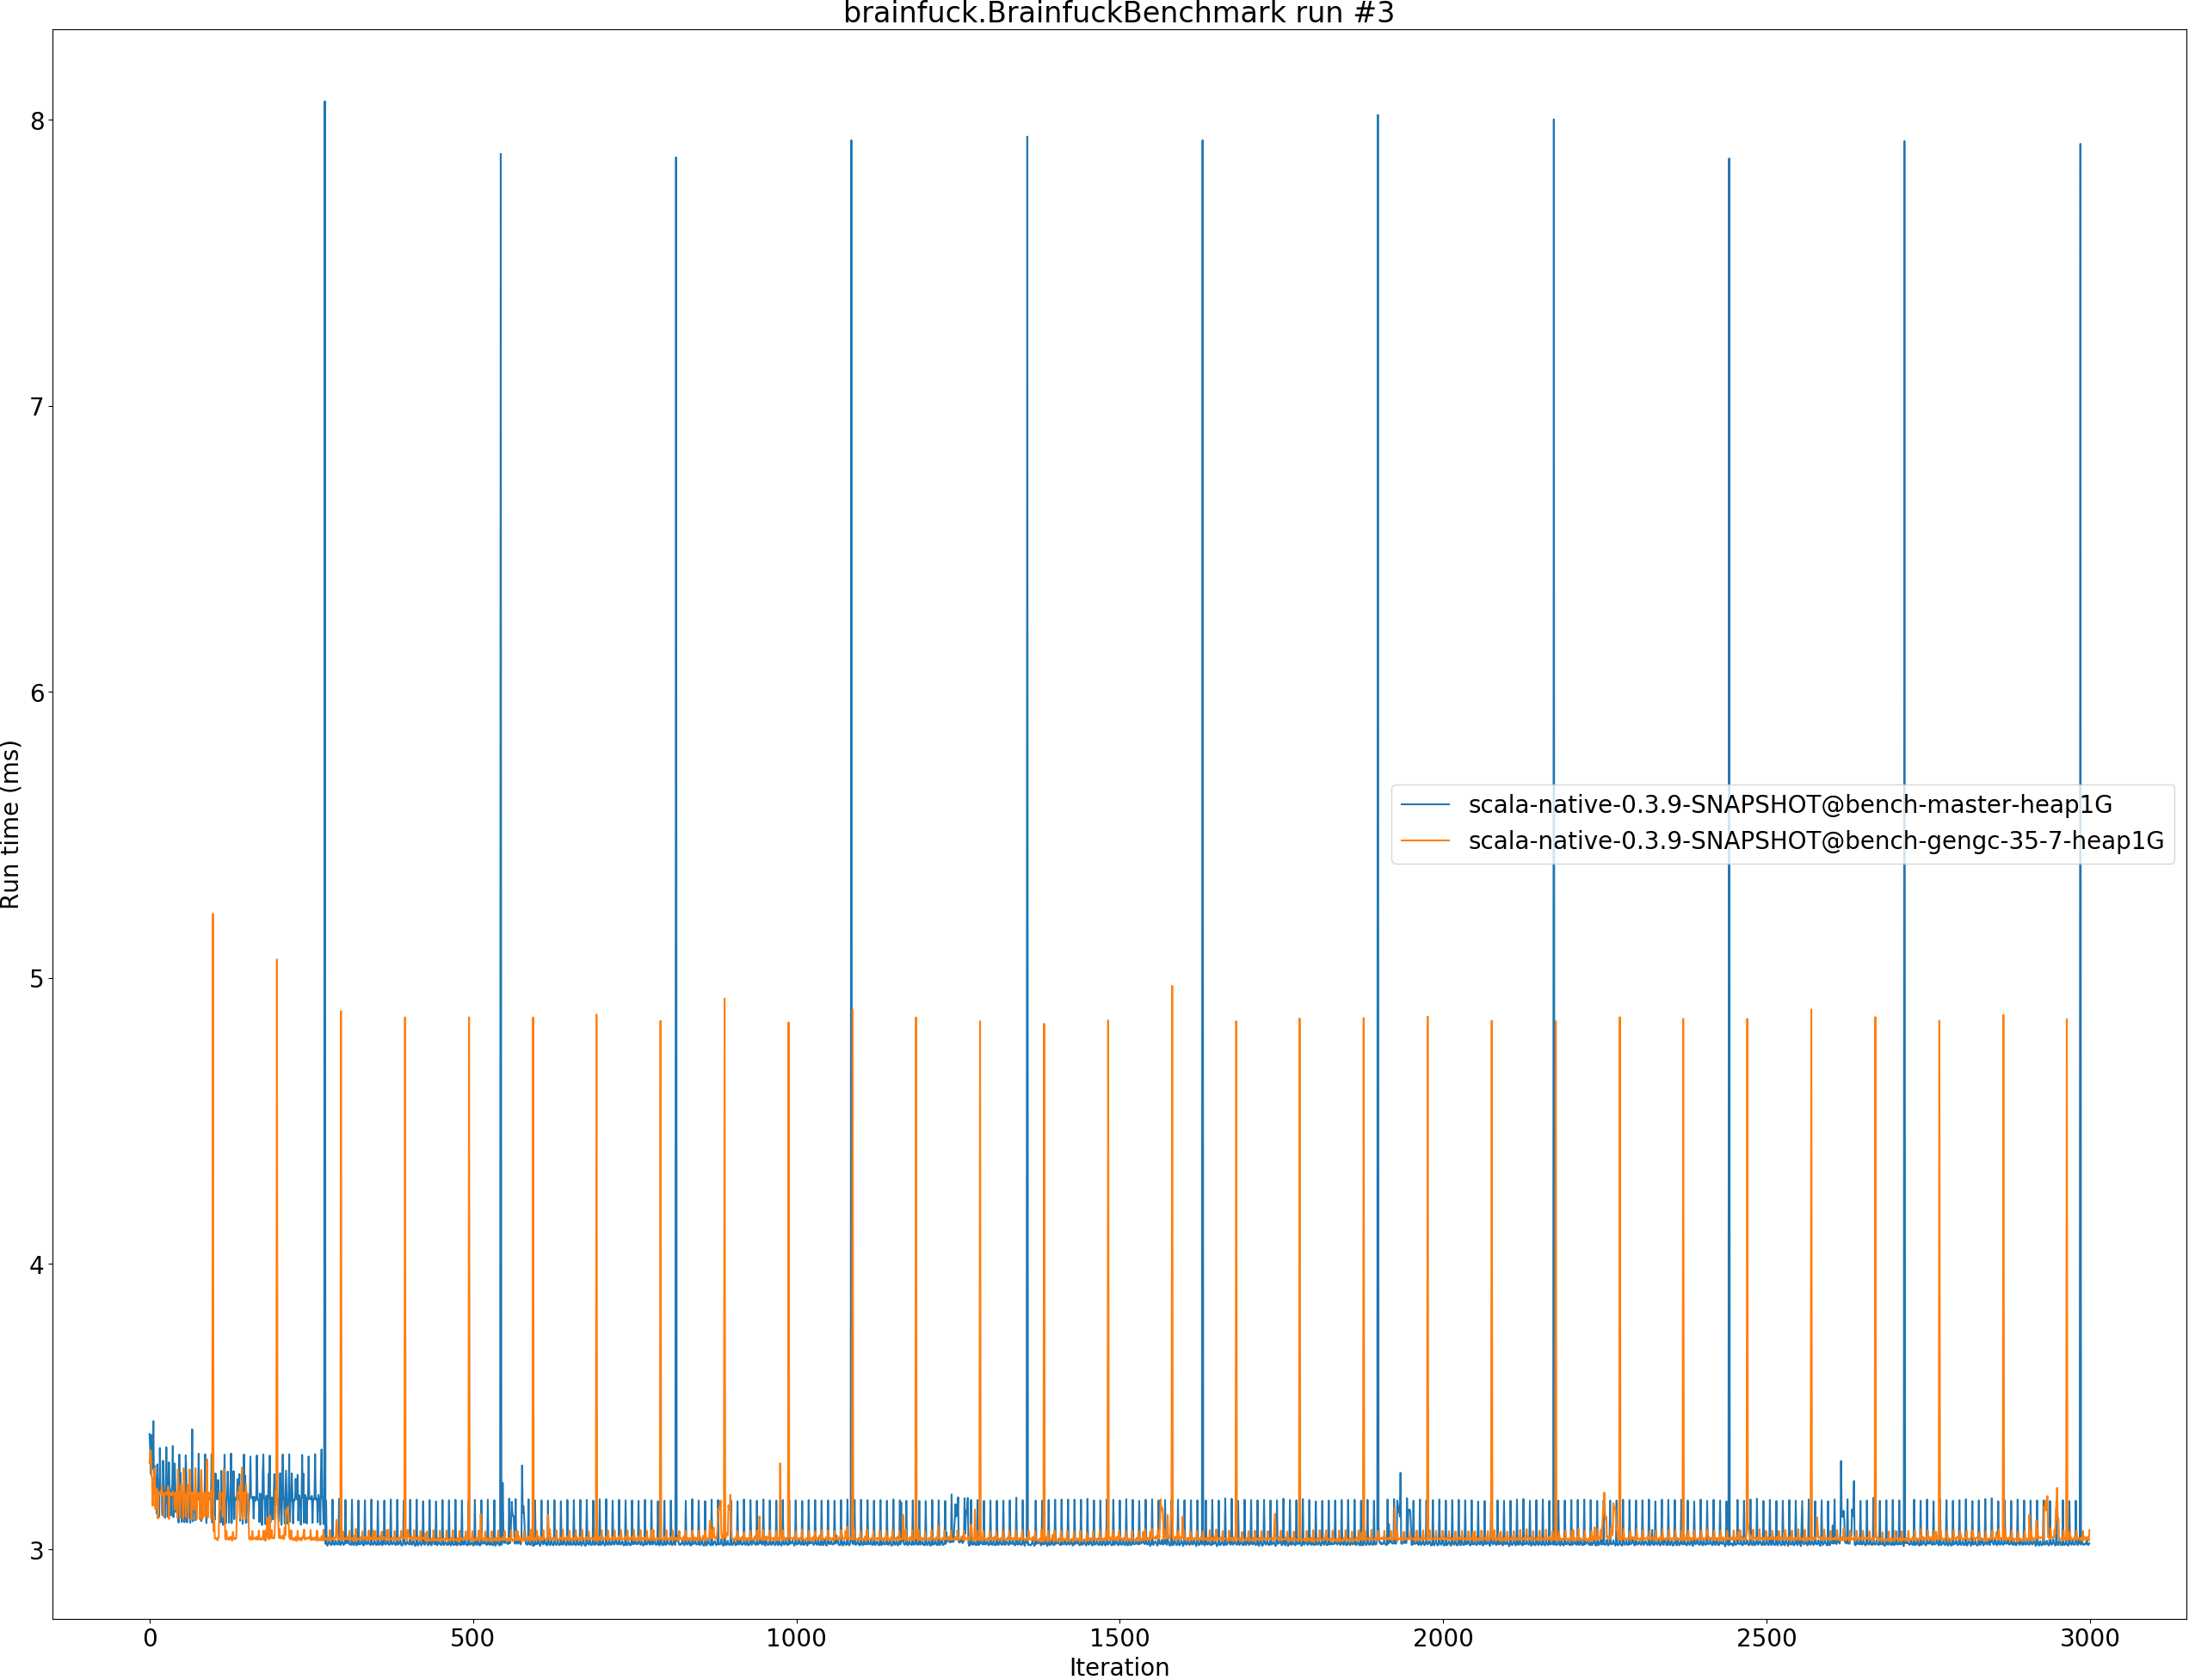 brainfuck.BrainfuckBenchmark run #3
Run time (ms)
8
7
6
5
4
3
scala-native-0.3.9-SNAPSHOT@bench-master-heap1G
scala-native-0.3.9-SNAPSHOT@bench-gengc-35-7-heap1G
0 500 1000 1500 2000 2500 3000
Iteration